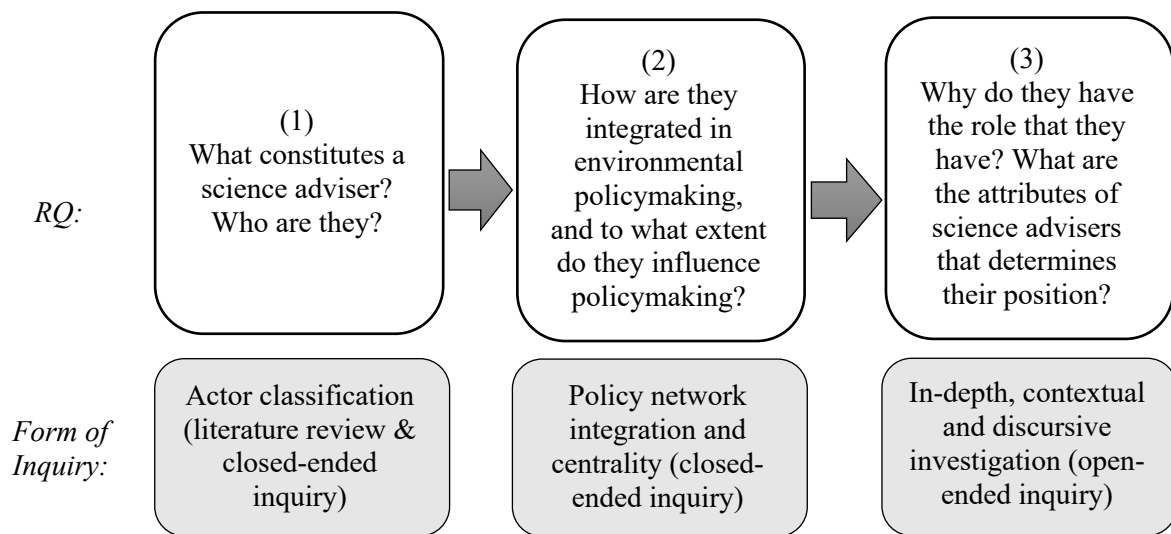 RQ:
(1)
What constitutes a
science adviser?
Who are they?
(2)
How are they
integrated in
environmental
policymaking,
and to what extent
do they influence
policymaking?
(3)
Why do they have
the role that they
have? What are
the attributes of
science advisers
that determines
their position?
Form of
Inquiry:
Actor classification
(literature review &
closed-ended
inquiry)
Policy network
integration and
centrality (closed-
ended inquiry)
In-depth, contextual
and discursive
investigation (open-
ended inquiry)